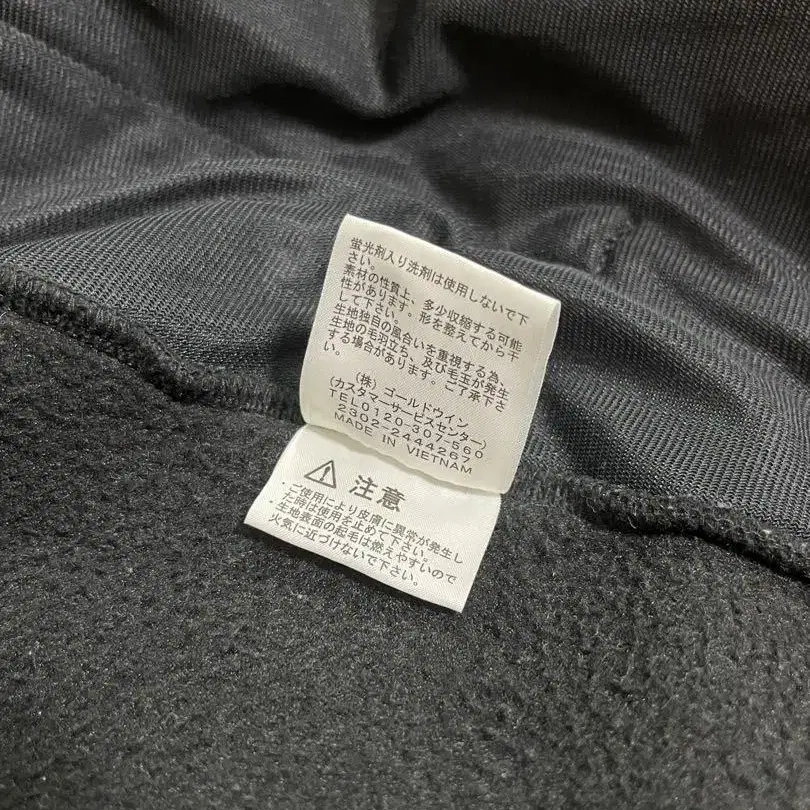 蛍光剤入り洗剤は使用しないで下
さい。
素材の性質上、多少収縮する可能
性があります。形を整えてから干
して下さい。
生地独自の風合いを重視する為、
生地の毛羽立ち、及び毛玉が発生
する場合があります。ご了承下さ
い。
(株) ゴールドウイン
(カスタマーサービスセンター)
TEL0120-307-560
2302-2444267
MADE IN VIETNAM
注意
・ご使用により皮膚に異常が発生し
た時は使用を止めて下さい。
・生地表面の起毛は燃えやすいので
火気に近づけないで下さい。